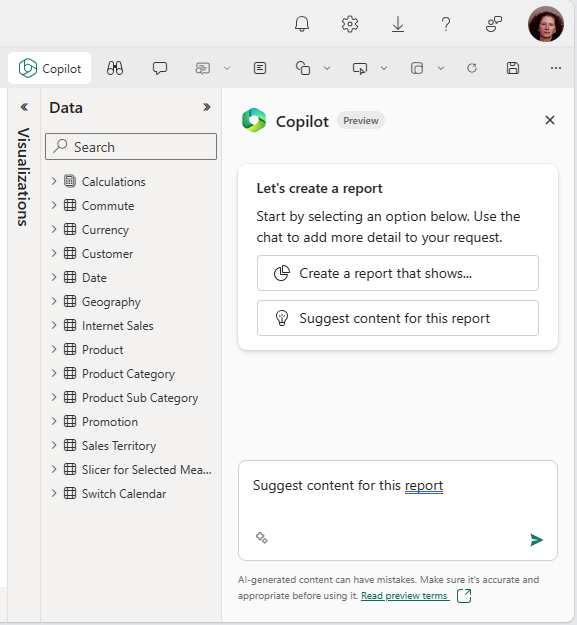 ?
Copilot
...
«
Data
»
Visualizations
Search
Calculations
Commute
Currency
Customer
Date
Geography
Internet Sales
Product
Product Category
Product Sub Category
Promotion
Sales Territory
Slicer for Selected Mea...
Switch Calendar
Copilot Preview
Let's create a report
Start by selecting an option below. Use the
chat to add more detail to your request.
Create a report that shows...
Suggest content for this report
Suggest content for this report
AI-generated content can have mistakes. Make sure it's accurate and
appropriate before using it. Read preview terms